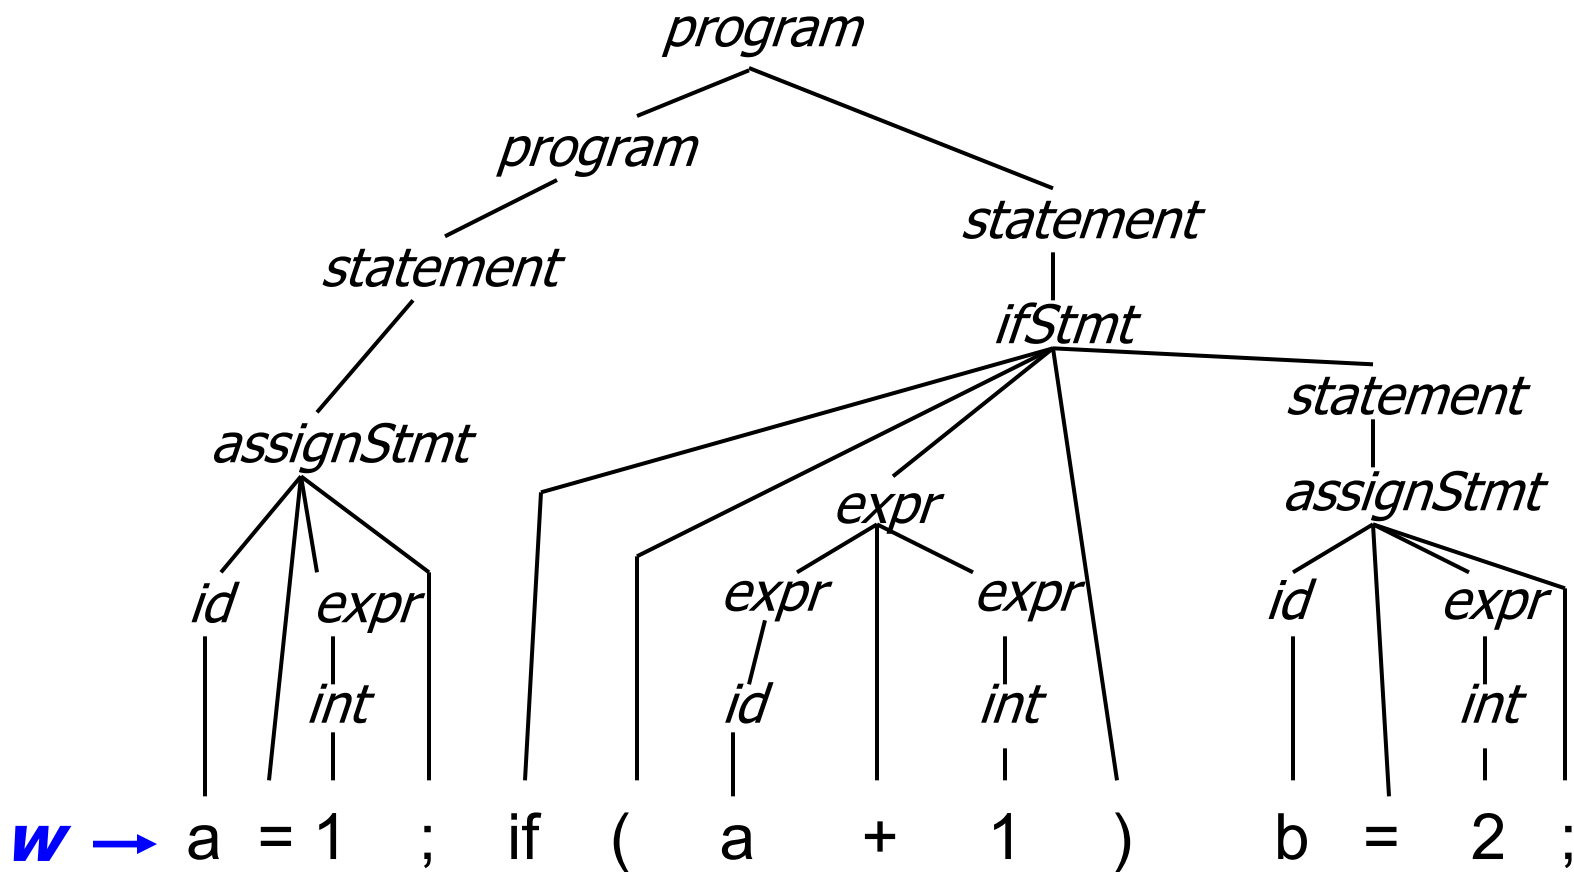 program
program
statement
statement
ifStmt
statement
assignStmt
expr
assignStmt
id expr expr expr id expr
int id int int
w → a = 1 ; if ( a + 1 ) b = 2 ;